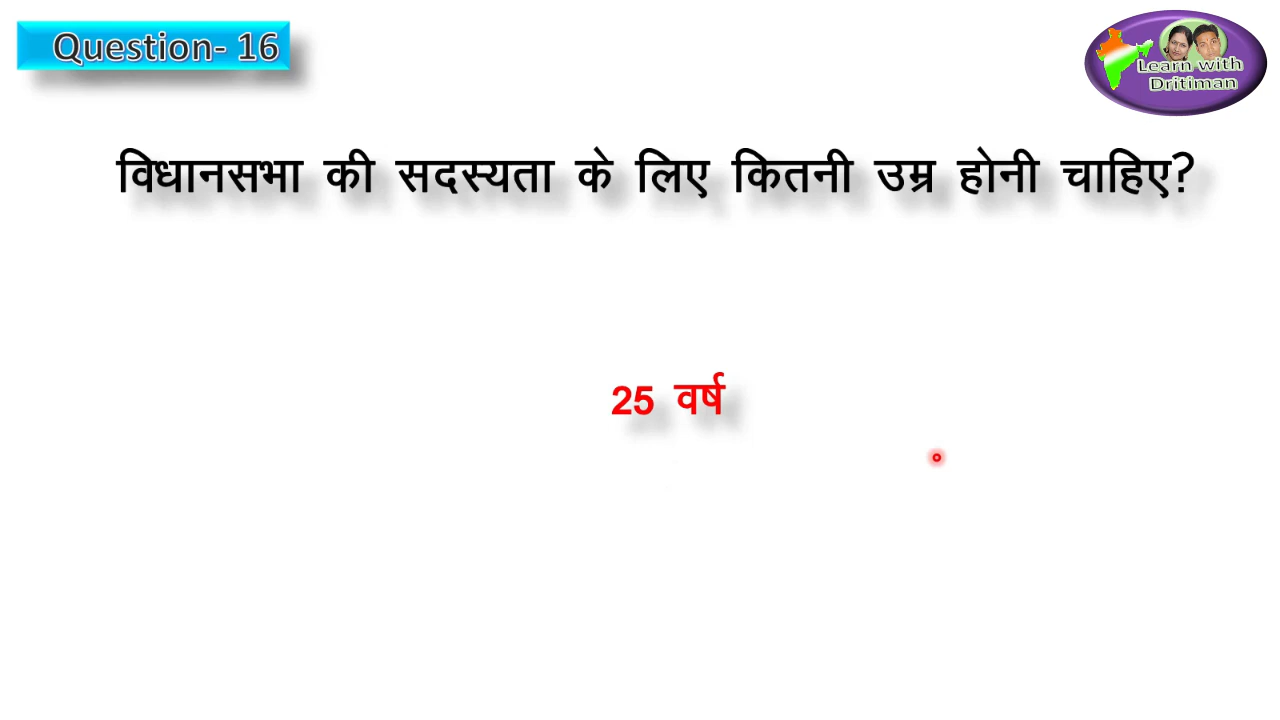 Question- 16
Learn with
Dritiman
विधानसभा की सदस्यता के लिए कितनी उम्र होनी चाहिए?
25 वर्ष